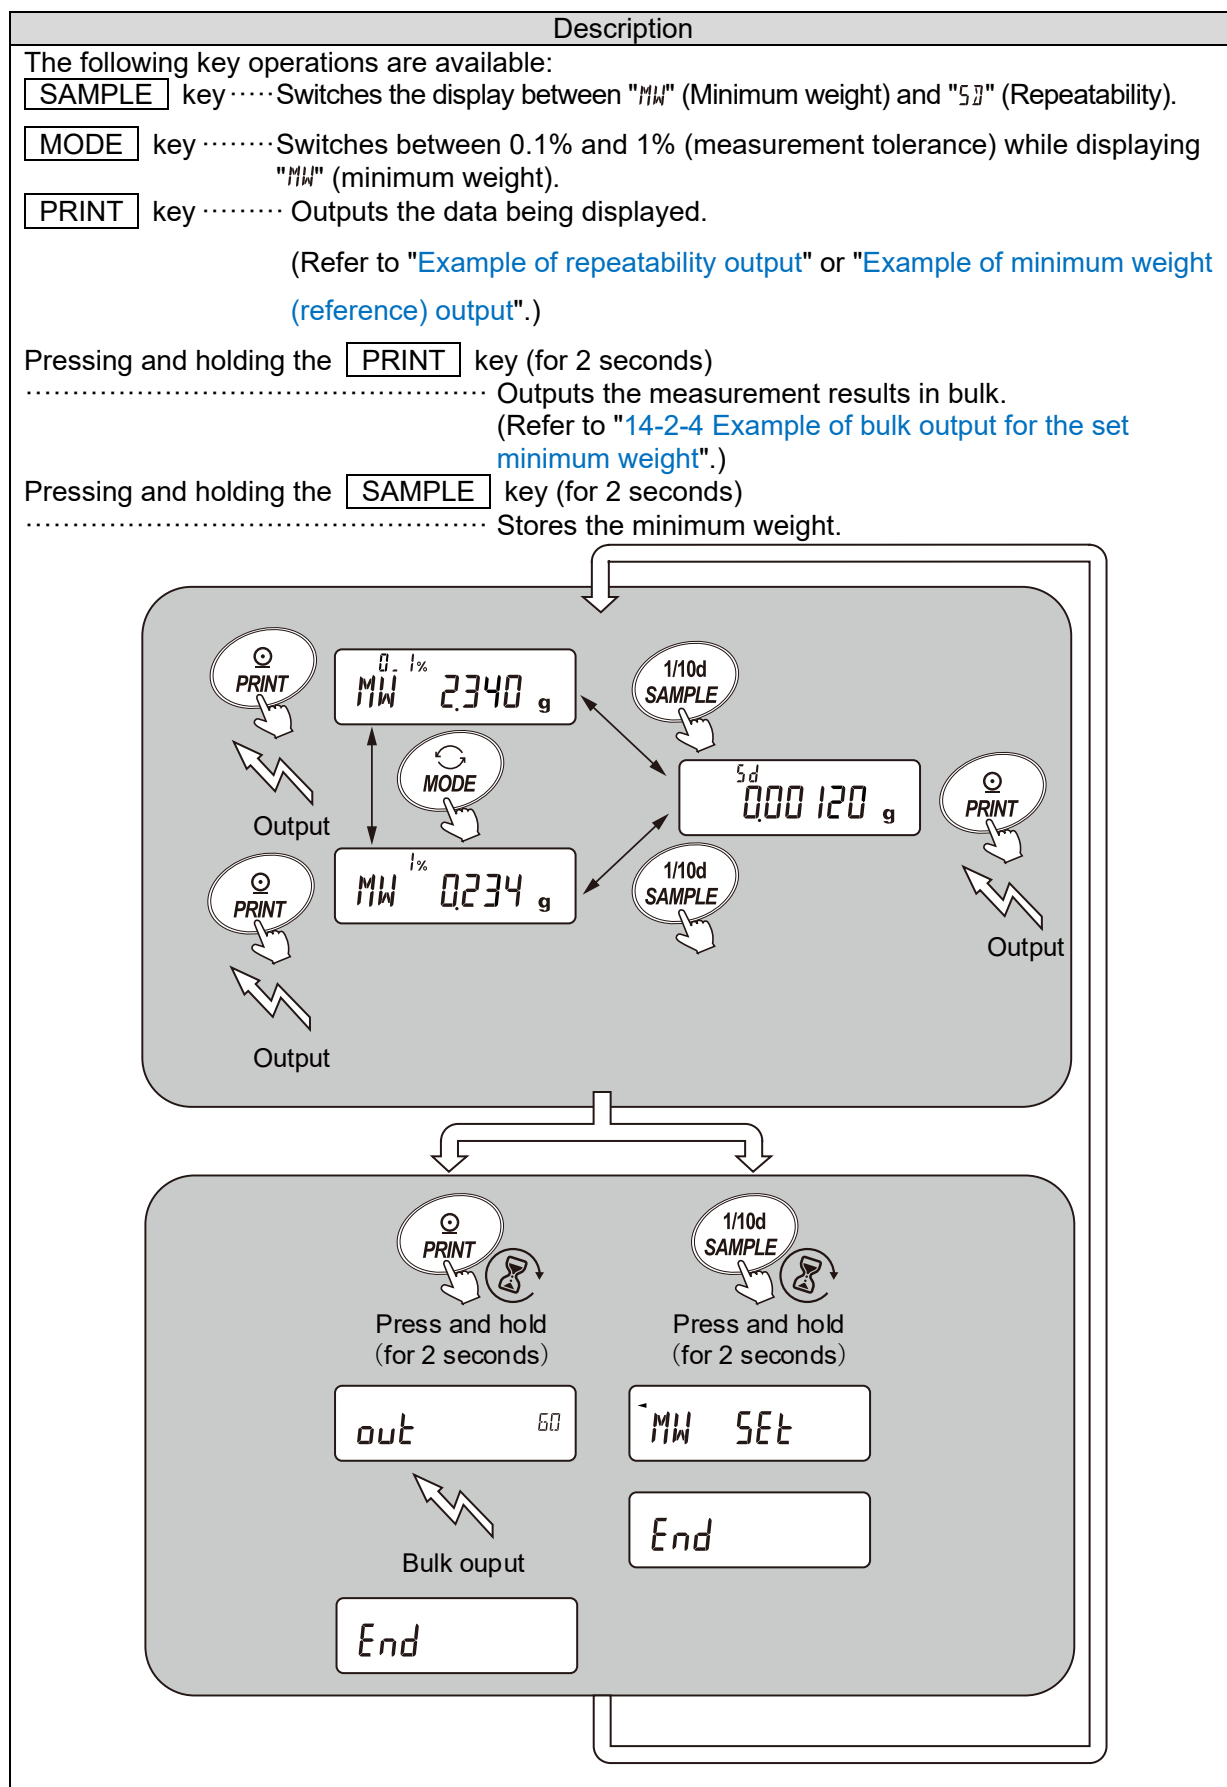 Description
The following key operations are available:
SAMPLE key ·····Switches the display between "MW" (Minimum weight) and "SD" (Repeatability).
MODE key ········Switches between 0.1% and 1% (measurement tolerance) while displaying
"MW" (minimum weight).
PRINT key ········· Outputs the data being displayed.
(Refer to "Example of repeatability output" or "Example of minimum weight
(reference) output".)
Pressing and holding the PRINT key (for 2 seconds)
·················································· Outputs the measurement results in bulk.
(Refer to "14-2-4 Example of bulk output for the set
minimum weight".)
Pressing and holding the SAMPLE key (for 2 seconds)
·················································· Stores the minimum weight.
PRINT
0.1%
MW 2.340 g
1/10d
SAMPLE
Output
MODE
Sd
0.00120 g
PRINT
PRINT
1%
MW 0.234 g
1/10d
SAMPLE
Output
Output
PRINT
1/10d
SAMPLE
Press and hold
(for 2 seconds)
Press and hold
(for 2 seconds)
out 60
MW SEt
Bulk ouput
End
End